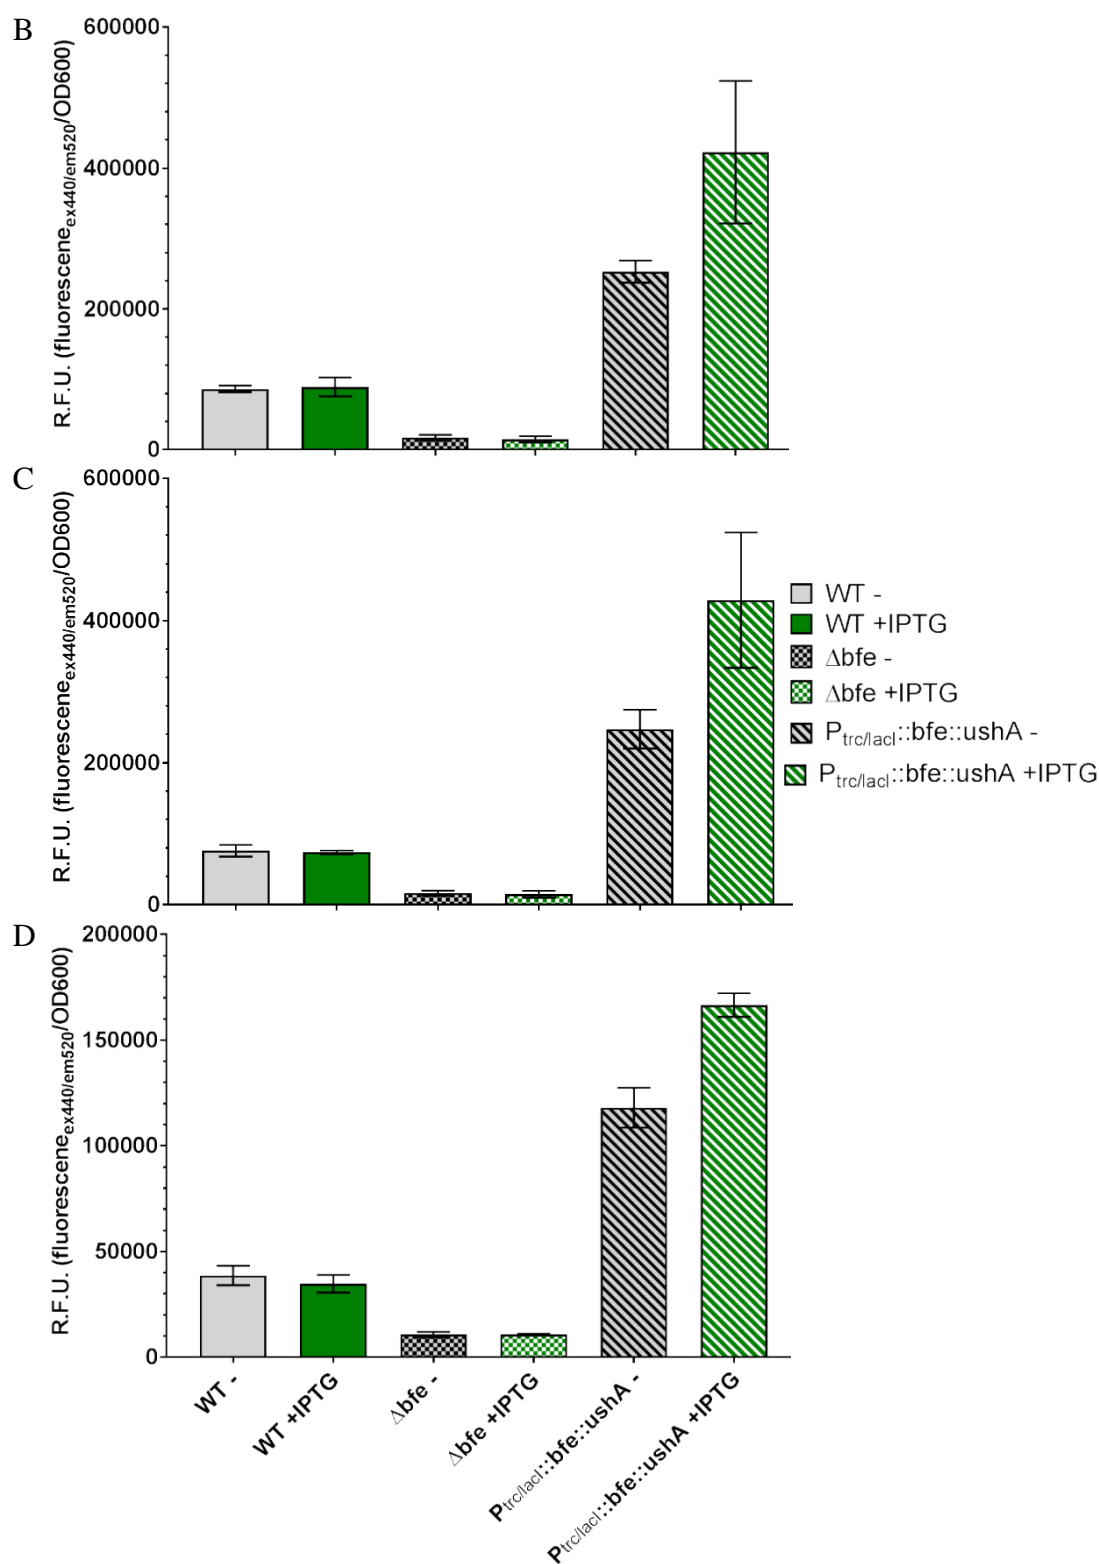 B
R.F.U. (fluorescene ex440/em520/OD600)
600000
400000
200000
0
C
R.F.U. (fluorescene ex440/em520/OD600)
600000
400000
200000
0
WT -
WT +IPTG
Δbfe -
Δbfe +IPTG
Ptrc/lacI::bfe::ushA -
Ptrc/lacI::bfe::ushA +IPTG
D
R.F.U. (fluorescene ex440/em520/OD600)
200000
150000
100000
50000
0
WT -
WT +IPTG
Δbfe -
Δbfe +IPTG
Ptrc/lacI::bfe::ushA -
Ptrc/lacI::bfe::ushA +IPTG